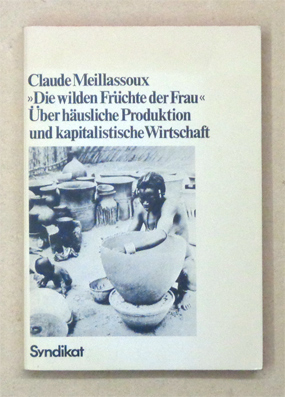 Claude Meillassoux
»Die wilden Früchte der Frau«
Über häusliche Produktion
und kapitalistische Wirtschaft
Syndikat